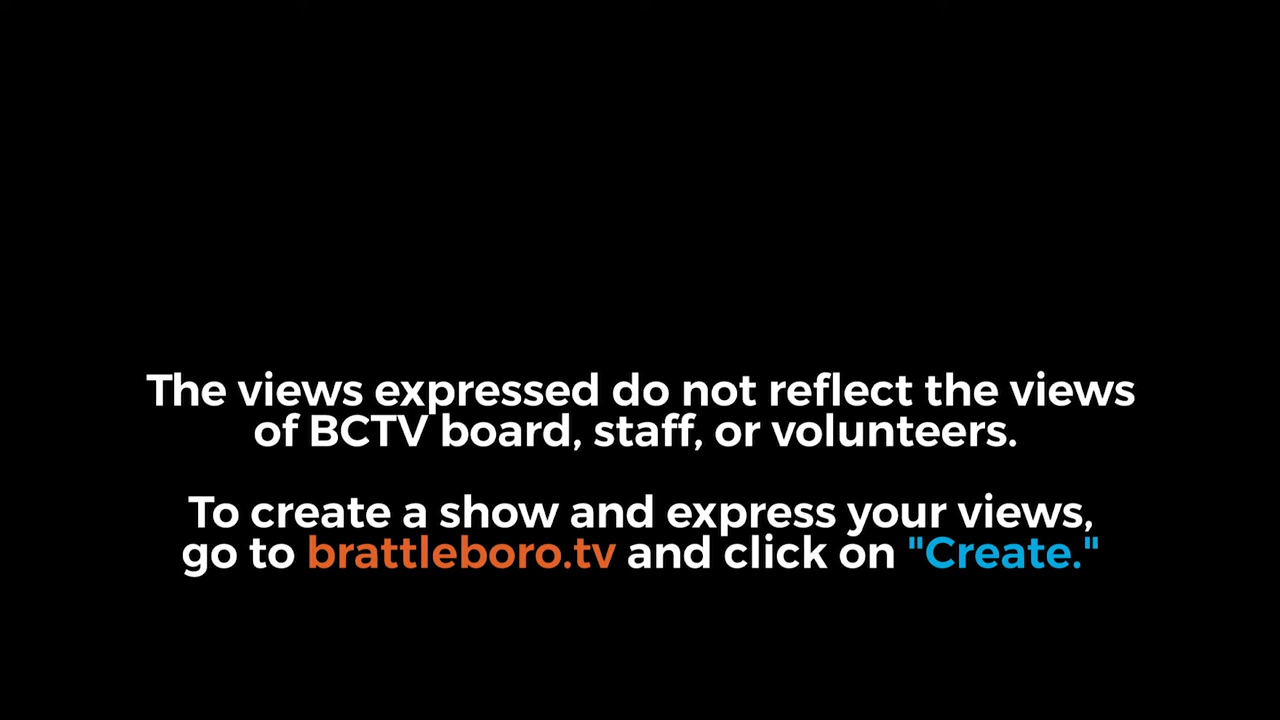 The views expressed do not reflect the views
of BCTV board, staff, or volunteers.
To create a show and express your views,
go to brattleboro.tv and click on "Create."